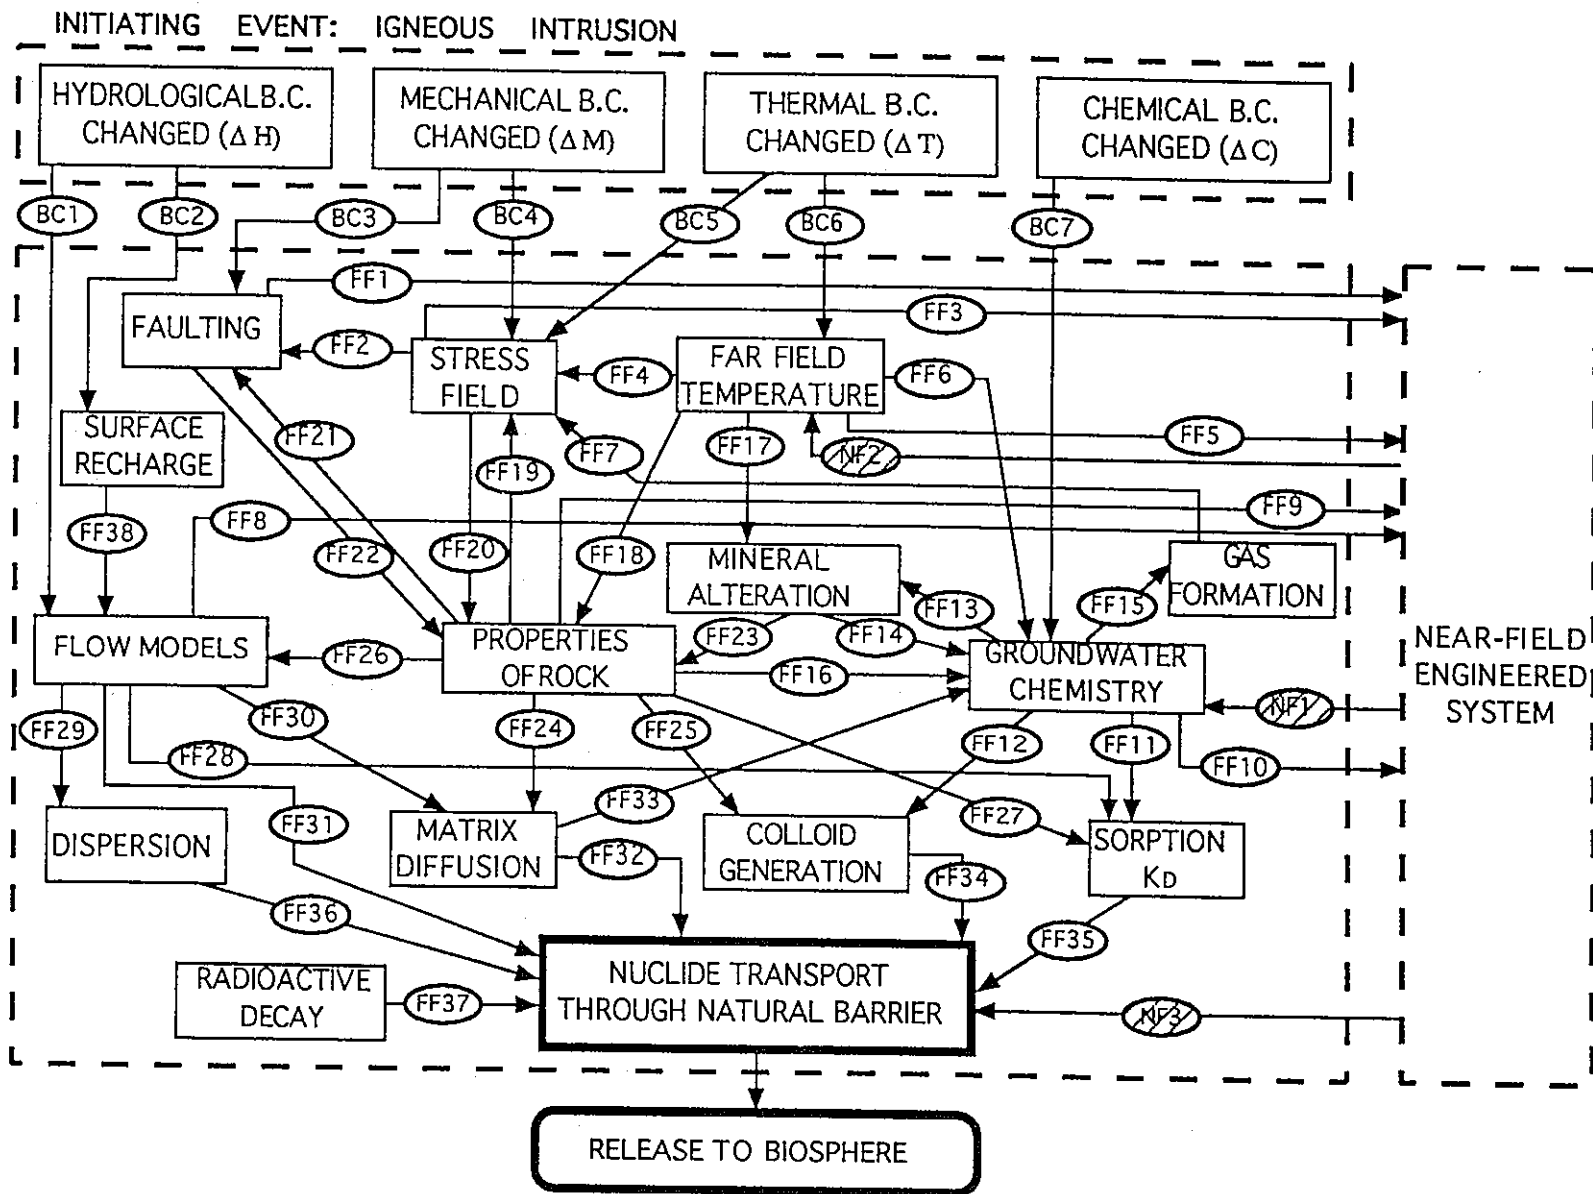 INITIATING EVENT: IGNEOUS INTRUSION
HYDROLOGICAL B.C.
CHANGED (Δ H)
MECHANICAL B.C.
CHANGED (Δ M)
THERMAL B.C.
CHANGED (Δ T)
CHEMICAL B.C.
CHANGED (Δ C)
BC1
BC2
BC3
BC4
BC5
BC6
BC7
FF1
FF3
FAULTING
FF2
STRESS
FIELD
FF4
FAR FIELD
TEMPERATURE
FF6
SURFACE
RECHARGE
FF21
FF19
FF7
FF17
NF2
FF5
FF38
FF8
FF22
FF20
FF18
FF9
MINERAL
ALTERATION
GAS
FORMATION
FF13
FF15
FLOW MODELS
FF26
PROPERTIES
OF ROCK
FF23
FF14
FF16
GROUNDWATER
CHEMISTRY
NEAR-FIELD
ENGINEERED
SYSTEM
NF1
FF29
FF30
FF24
FF25
FF12
FF11
FF28
FF10
FF31
FF33
FF27
DISPERSION
MATRIX
DIFFUSION
FF32
COLLOID
GENERATION
FF34
SORPTION
KD
FF36
FF35
RADIOACTIVE
DECAY
FF37
NUCLIDE TRANSPORT
THROUGH NATURAL BARRIER
NF3
RELEASE TO BIOSPHERE